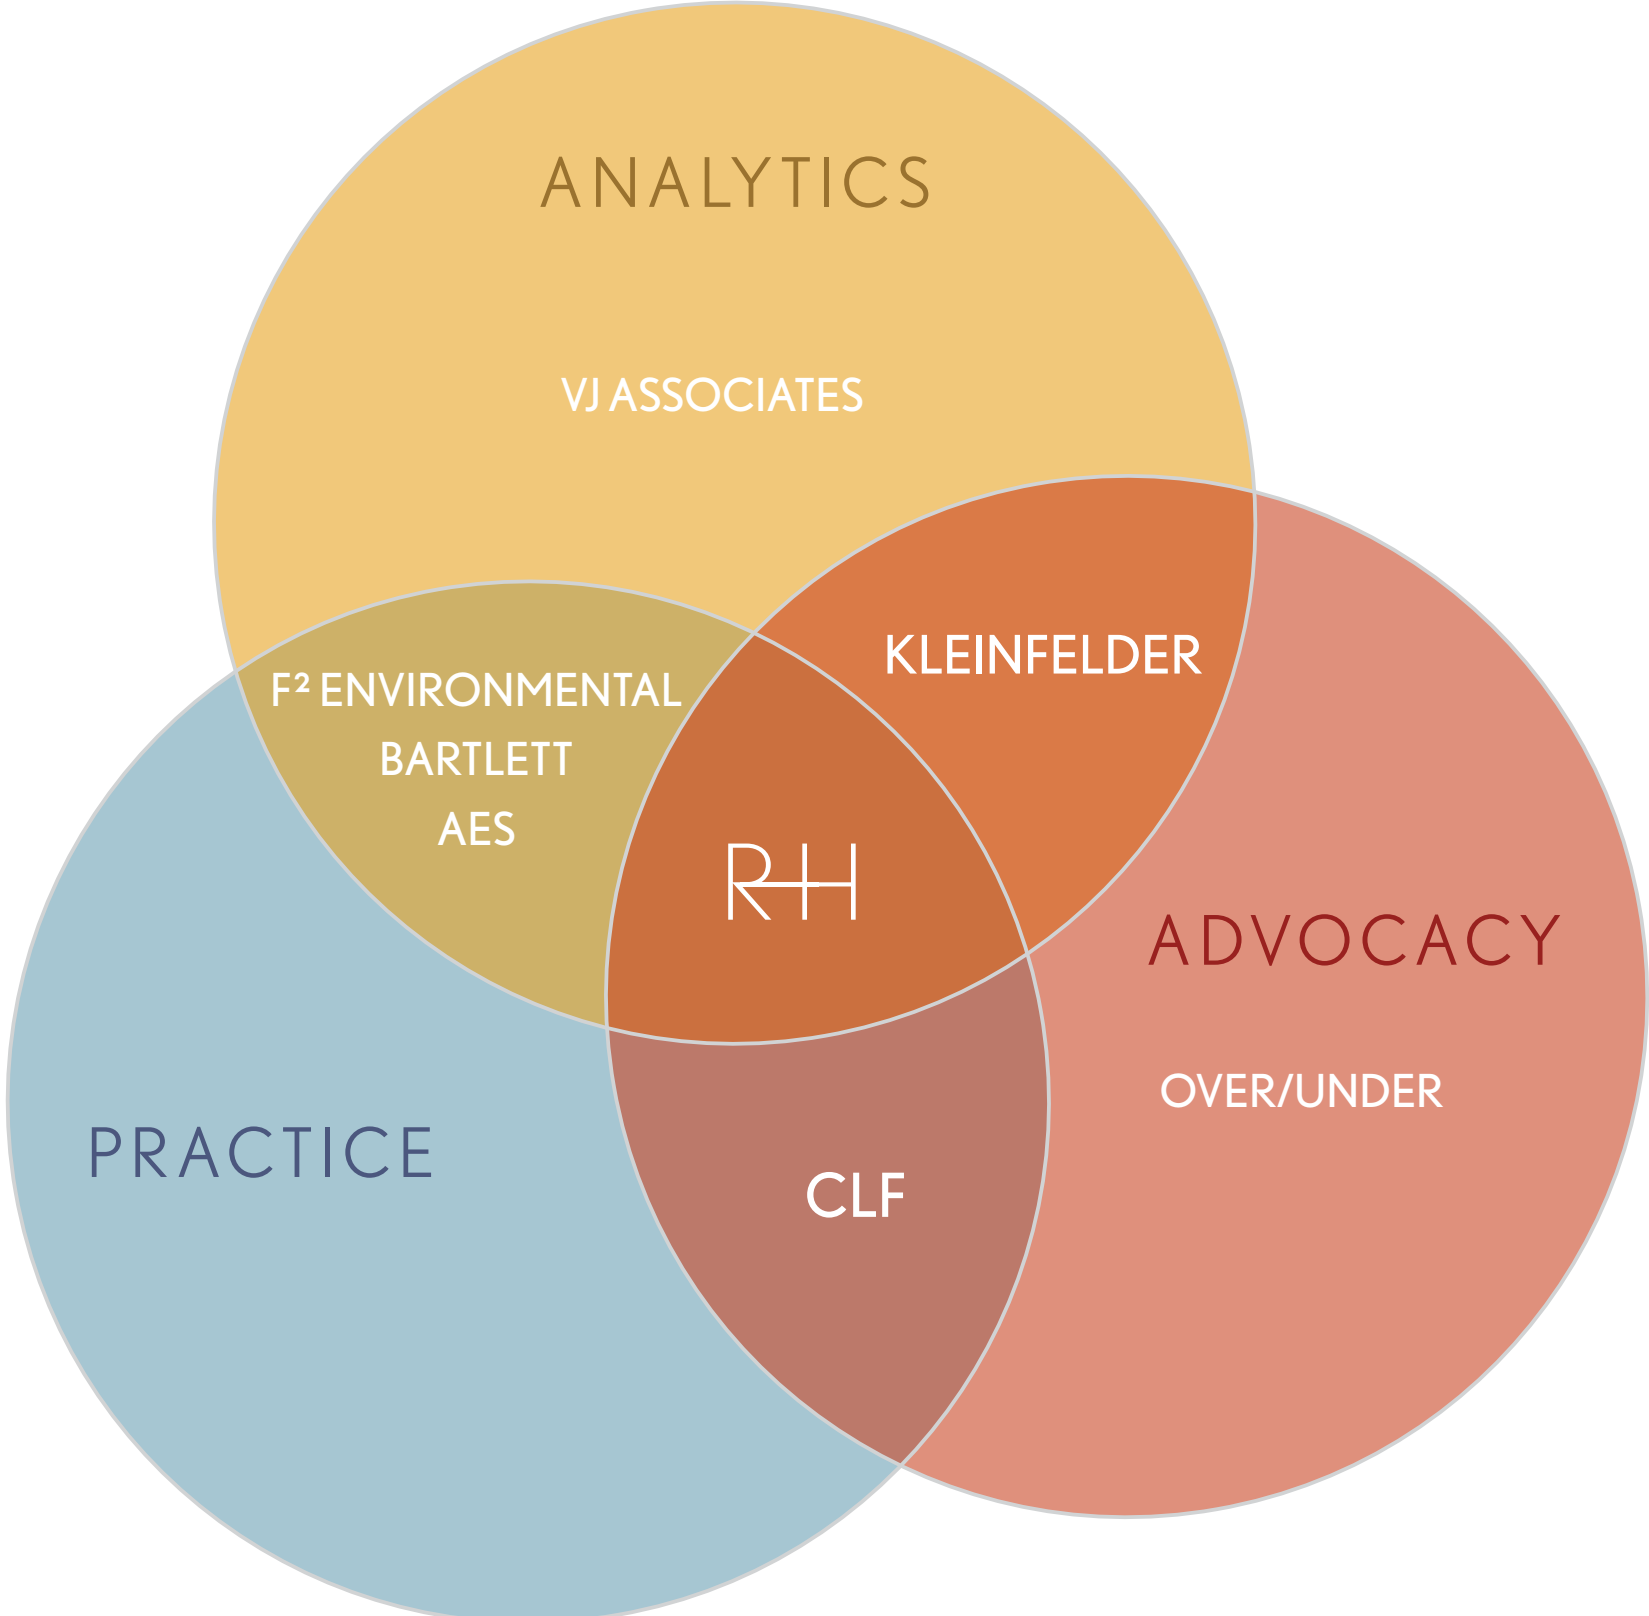 ANALYTICS
VJ ASSOCIATES
KLEINFELDER
F² ENVIRONMENTAL
BARTLETT
AES
RH
ADVOCACY
OVER/UNDER
PRACTICE
CLF